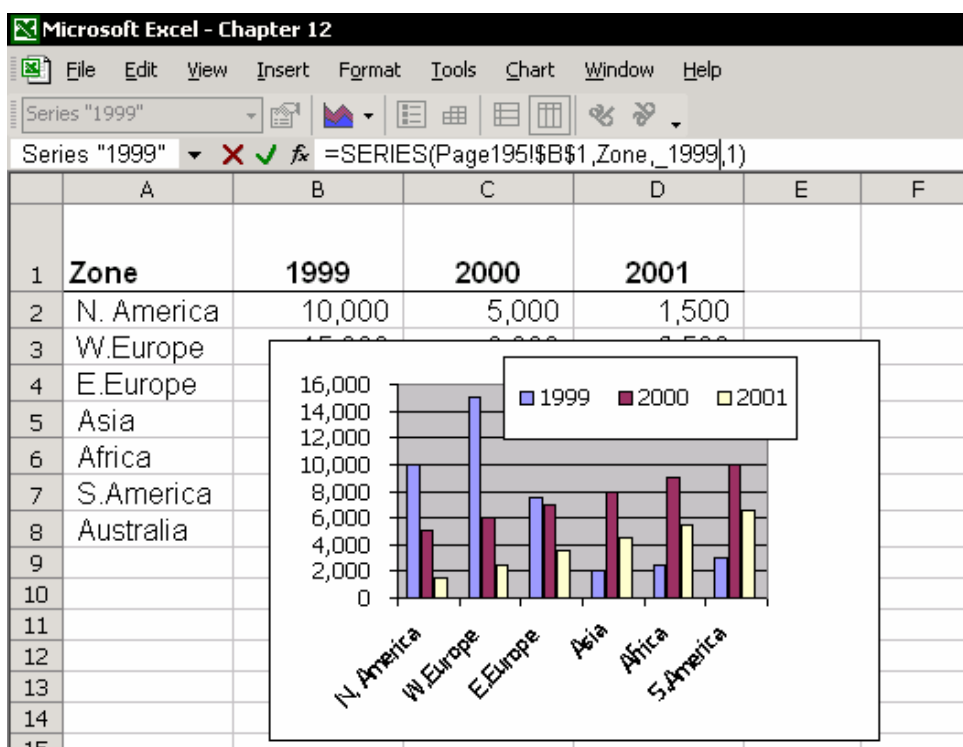 Microsoft Excel - Chapter 12
File Edit View Insert Format Tools Chart Window Help
Series "1999"
Series "1999" fx =SERIES(Page195!$B$1,Zone,_1999,1)
A B C D E F
1 Zone 1999 2000 2001
2 N. America 10,000 5,000 1,500
3 W.Europe
4 E.Europe
5 Asia
6 Africa
7 S.America
8 Australia
9
10
11
12
13
14
1999 2000 2001
16,000
14,000
12,000
10,000
8,000
6,000
4,000
2,000
0
N. America W.Europe E.Europe Asia Africa S.America